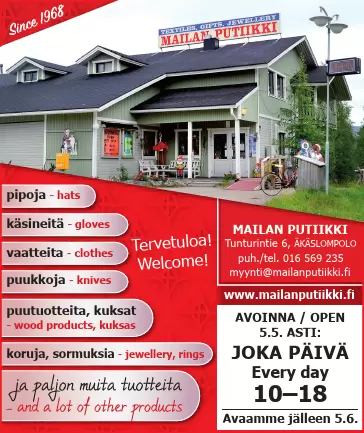 Since 1968
TEXTILES, GIFTS, JEWELLERY
MAILAN PUTIIKKI
pipoja - hats
käsineitä - gloves
vaatteita - clothes
puukkoja - knives
puutuotteita, kuksat
- wood products, kuksas
koruja, sormuksia - jewellery, rings
ja paljon muita tuotteita
- and a lot of other products
Tervetuloa!
Welcome!
MAILAN PUTIIKKI
Tunturintie 6, ÄKÄSLOMPOLO
puh./tel. 016 569 235
myynti@mailanputiikki.fi
www.mailanputiikki.fi
AVOINNA / OPEN
5.5. ASTI:
JOKA PÄIVÄ
Every day
10–18
Avaamme jälleen 5.6.